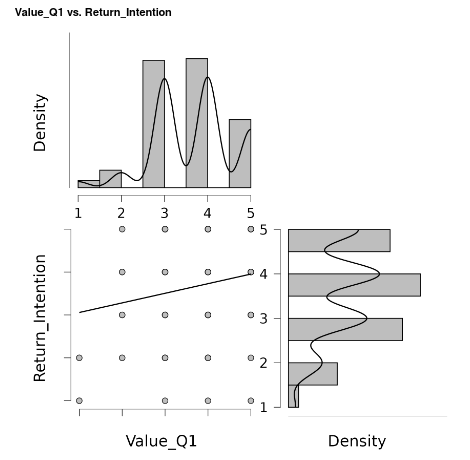 Value_Q1 vs. Return_Intention
Density
1 2 3 4 5
Return_Intention
5
4
3
2
1
Value_Q1
Density